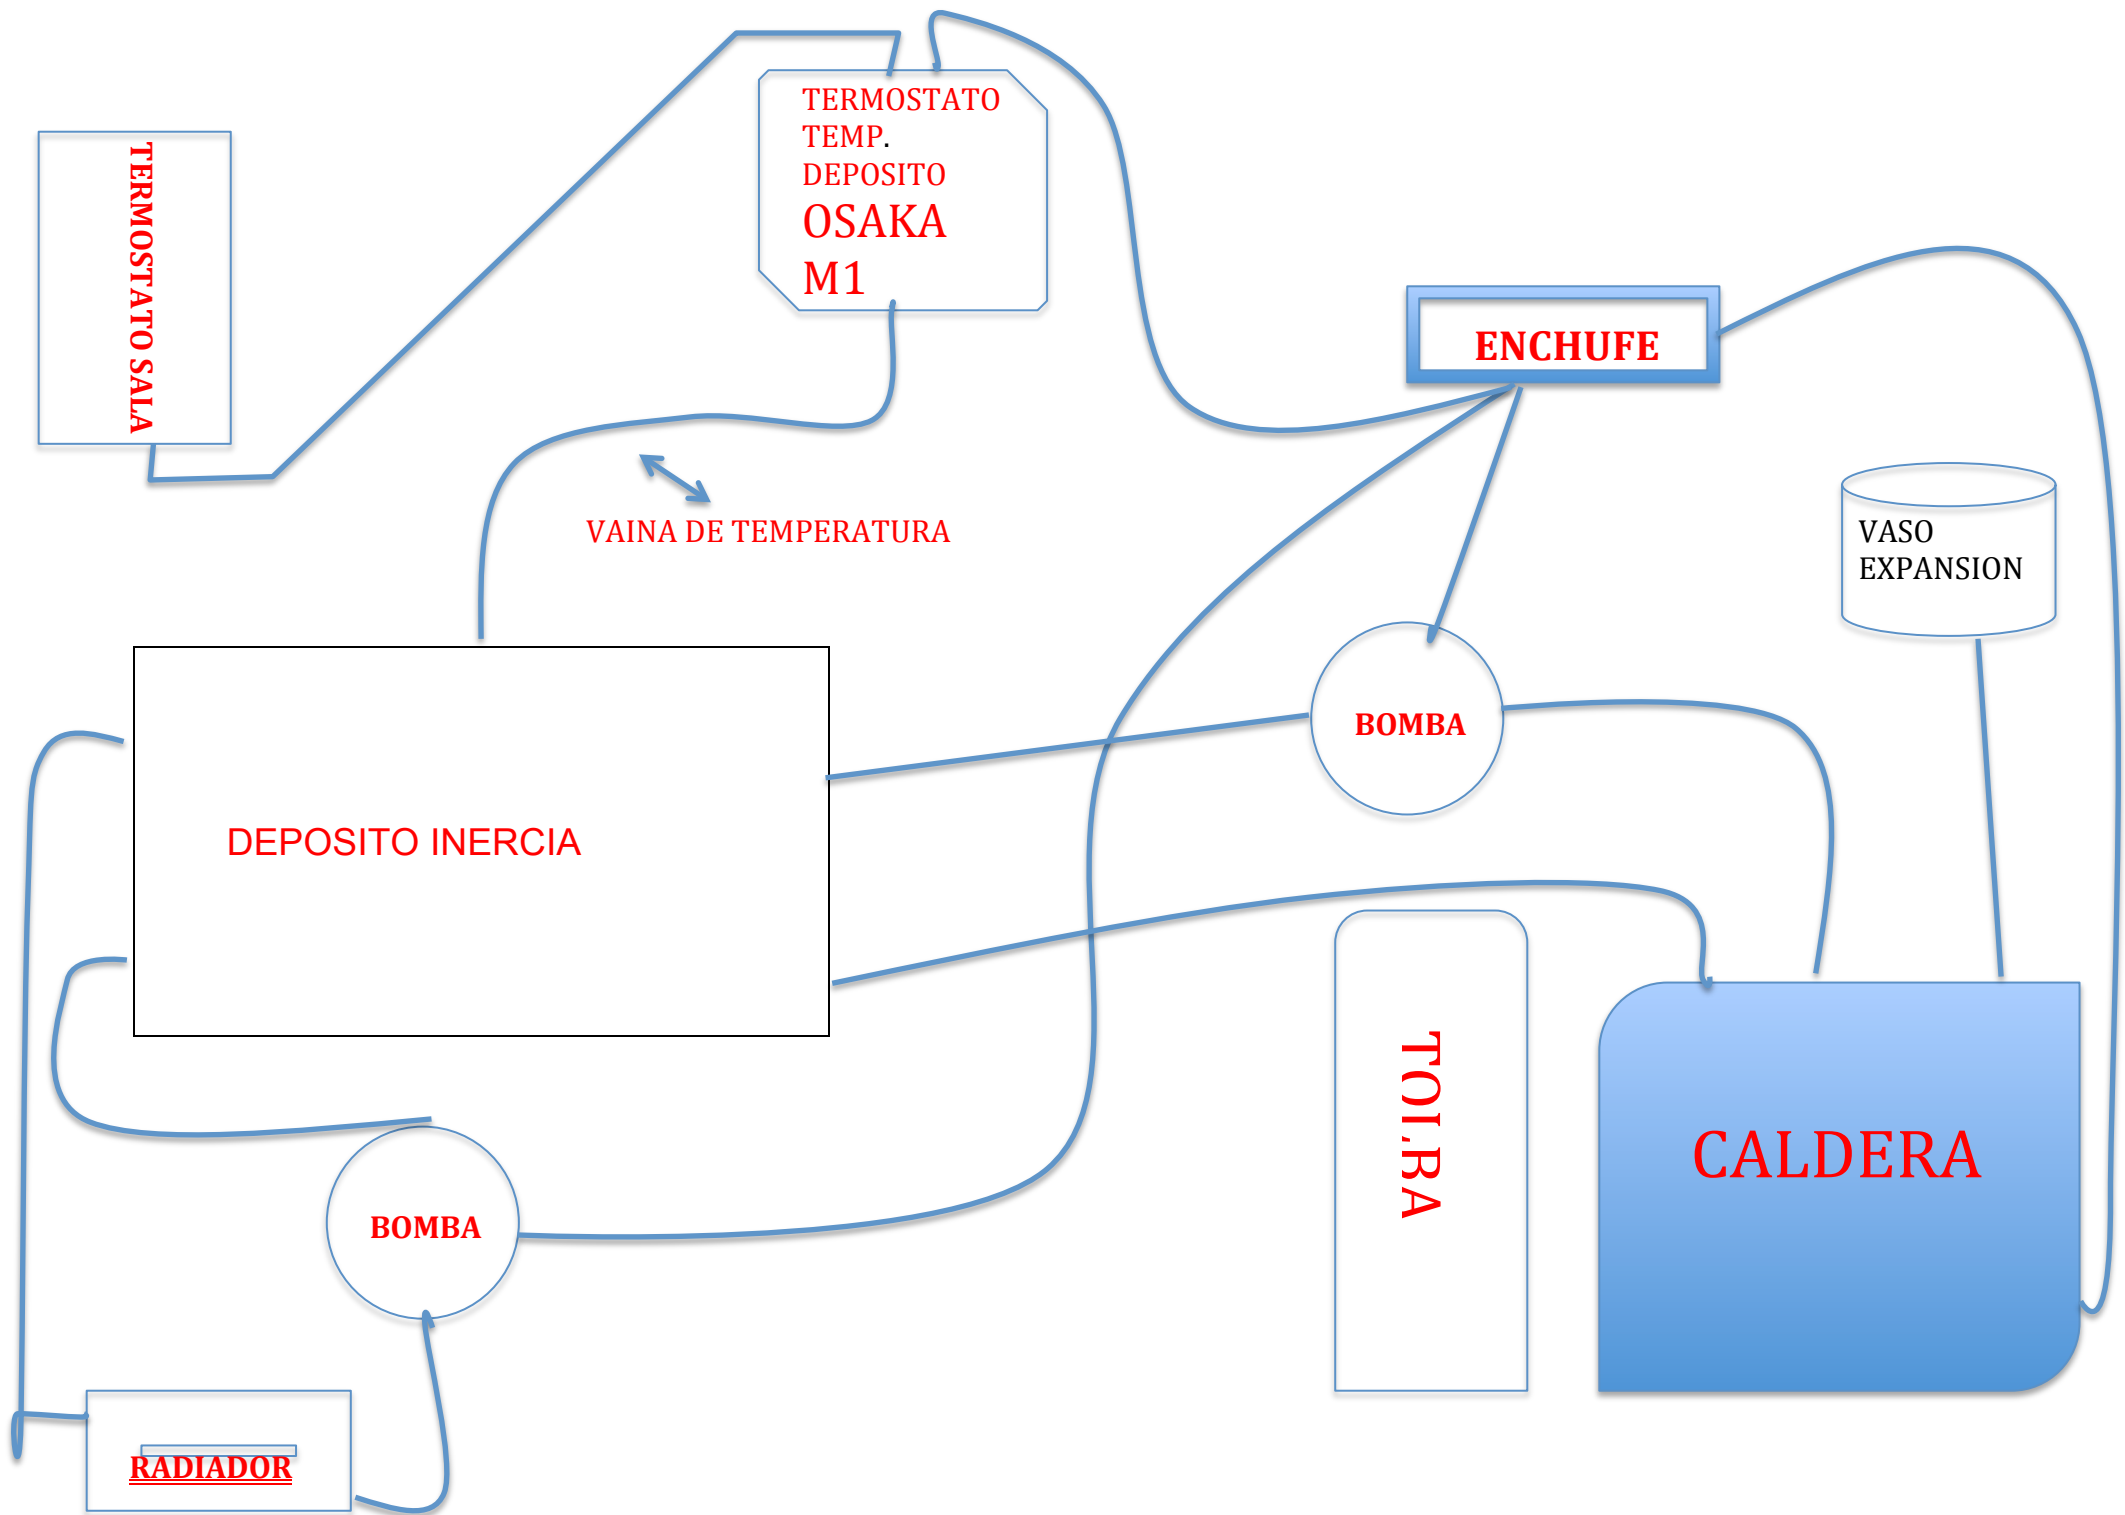 TERMOSTATO
TEMP.
DEPOSITO
OSAKA
M1
TERMOSTATO SALA
ENCHUFE
VAINA DE TEMPERATURA
VASO
EXPANSION
BOMBA
DEPOSITO INERCIA
TOLBA
CALDERA
BOMBA
RADIADOR